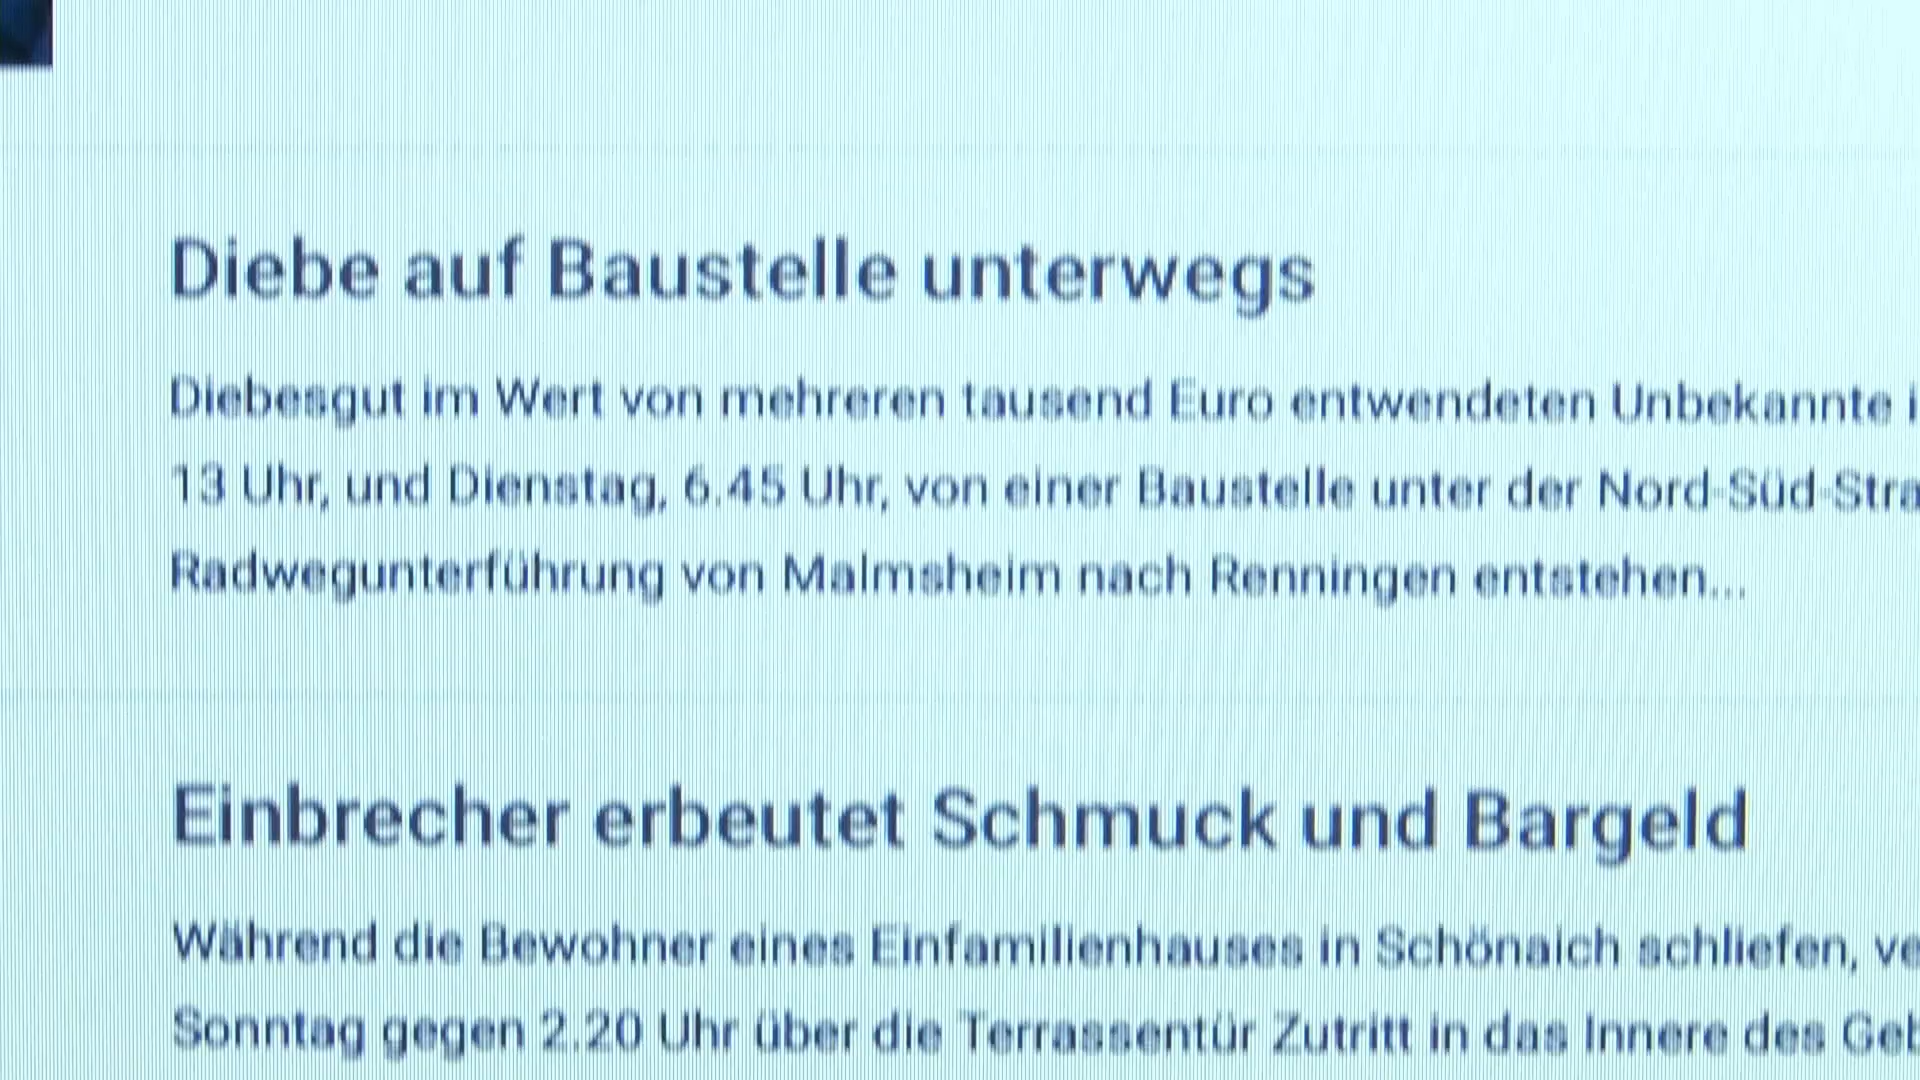 Diebe auf Baustelle unterwegs
Diebesgut im Wert von mehreren tausend Euro entwendeten Unbekannte
13 Uhr, und Dienstag, 6.45 Uhr, von einer Baustelle unter der Nord-Süd-Stra
Radwegunterführung von Malmsheim nach Renningen entstehen...
Einbrecher erbeutet Schmuck und Bargeld
Während die Bewohner eines Einfamilienhauses in Schönaich schliefen, ve
Sonntag gegen 2.20 Uhr über die Terrassentür Zutritt in das Innere des Geb